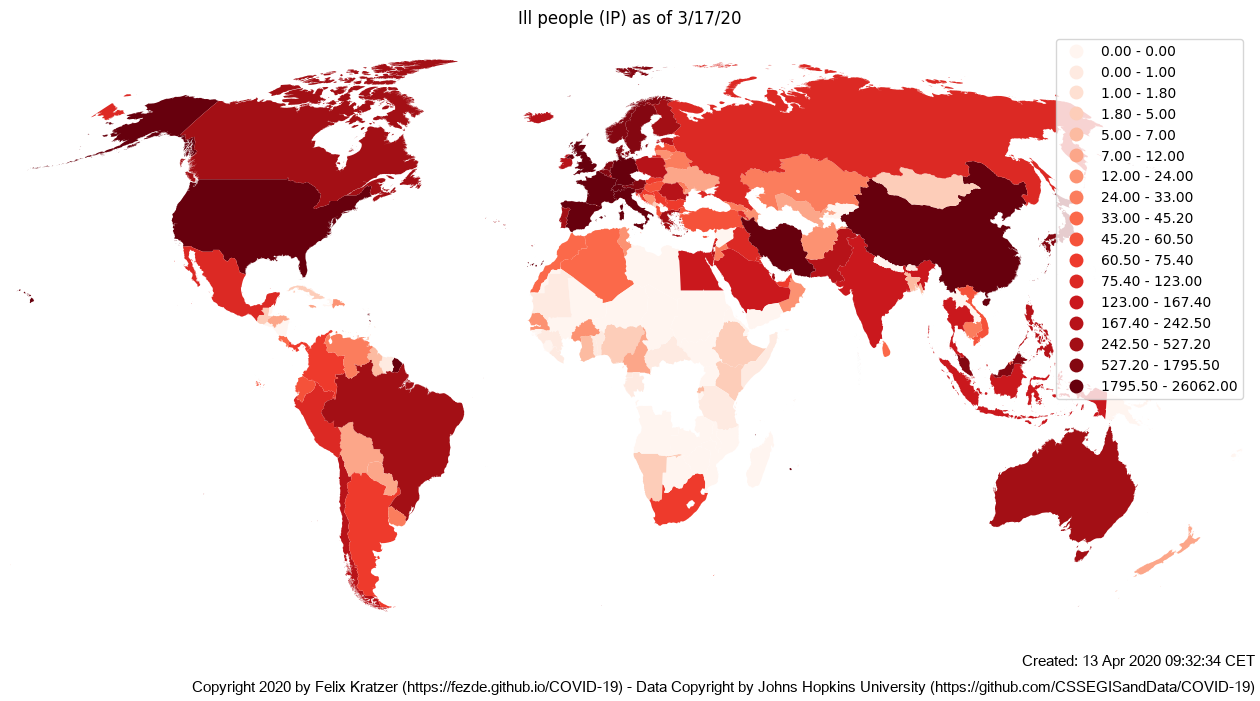 Ill people (IP) as of 3/17/20
0.00 - 0.00
0.00 - 1.00
1.00 - 1.80
1.80 - 5.00
5.00 - 7.00
7.00 - 12.00
12.00 - 24.00
24.00 - 33.00
33.00 - 45.20
45.20 - 60.50
60.50 - 75.40
75.40 - 123.00
123.00 - 167.40
167.40 - 242.50
242.50 - 527.20
527.20 - 1795.50
1795.50 - 26062.00
Created: 13 Apr 2020 09:32:34 CET
Copyright 2020 by Felix Kratzer (https://fezde.github.io/COVID-19) - Data Copyright by Johns Hopkins University (https://github.com/CSSEGISandData/COVID-19)